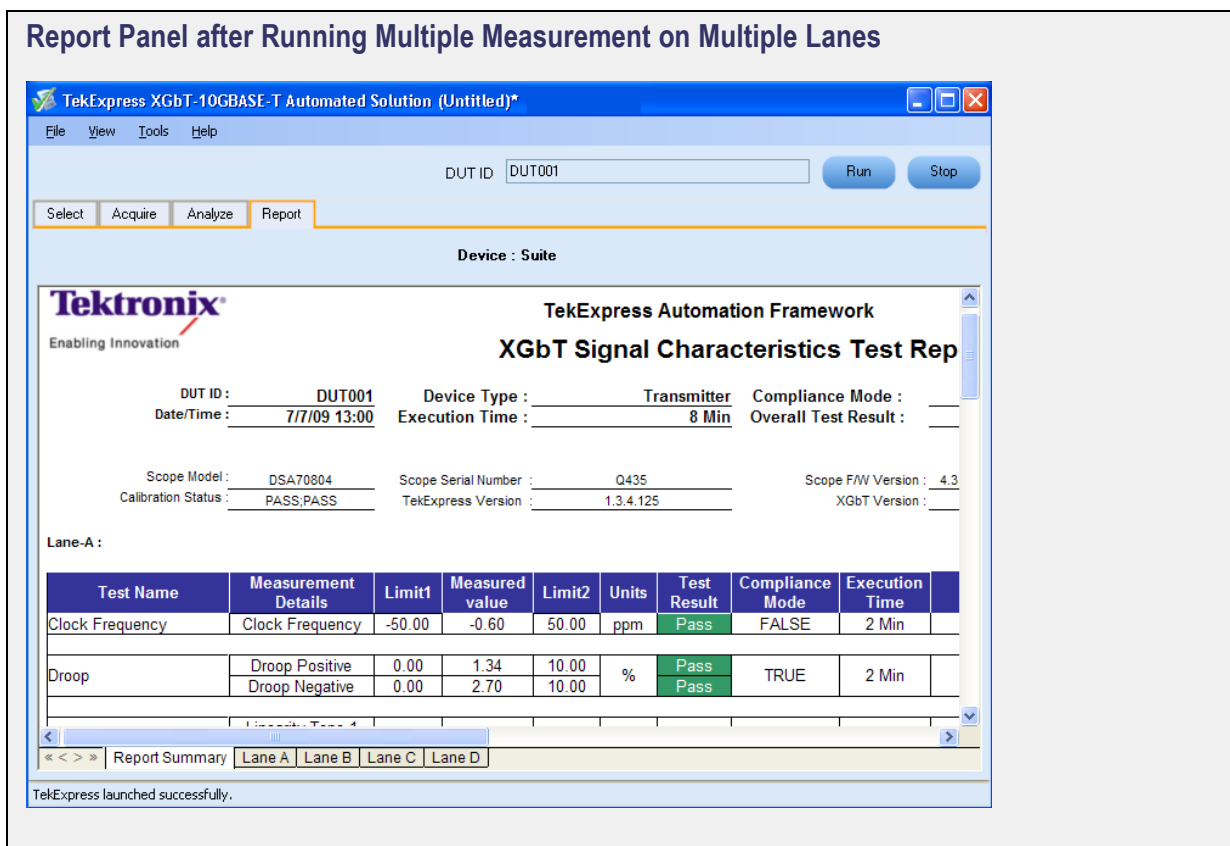 Report Panel after Running Multiple Measurement on Multiple Lanes
TekExpress XGbT-10GBASE-T Automated Solution (Untitled)*
File View Tools Help
DUT ID DUT001 Run Stop
Select Acquire Analyze Report
Device : Suite
Tektronix
Enabling Innovation
TekExpress Automation Framework
XGbT Signal Characteristics Test Rep
DUT ID : DUT001 Device Type : Transmitter Compliance Mode :
Date/Time : 7/7/09 13:00 Execution Time : 8 Min Overall Test Result :
Scope Model : DSA70804 Scope Serial Number : Q435 Scope F/W Version : 4.3
Calibration Status : PASS;PASS TekExpress Version : 1.3.4.125 XGbT Version :
Lane-A :
Test Name Measurement Details Limit1 Measured value Limit2 Units Test Result Compliance Mode Execution Time
Clock Frequency Clock Frequency -50.00 -0.60 50.00 ppm Pass FALSE 2 Min
Droop Droop Positive 0.00 1.34 10.00 % Pass TRUE 2 Min
Droop Negative 0.00 2.70 10.00 Pass
« < > » Report Summary Lane A Lane B Lane C Lane D
TekExpress launched successfully.